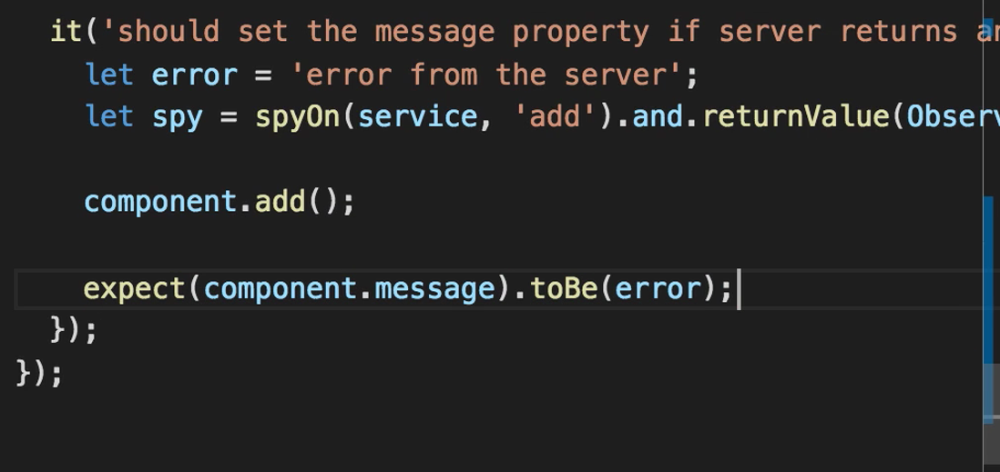 it('should set the message property if server returns an
let error = 'error from the server';
let spy = spyOn(service, 'add').and.returnValue(Observ
component.add();
expect(component.message).toBe(error);
});
});